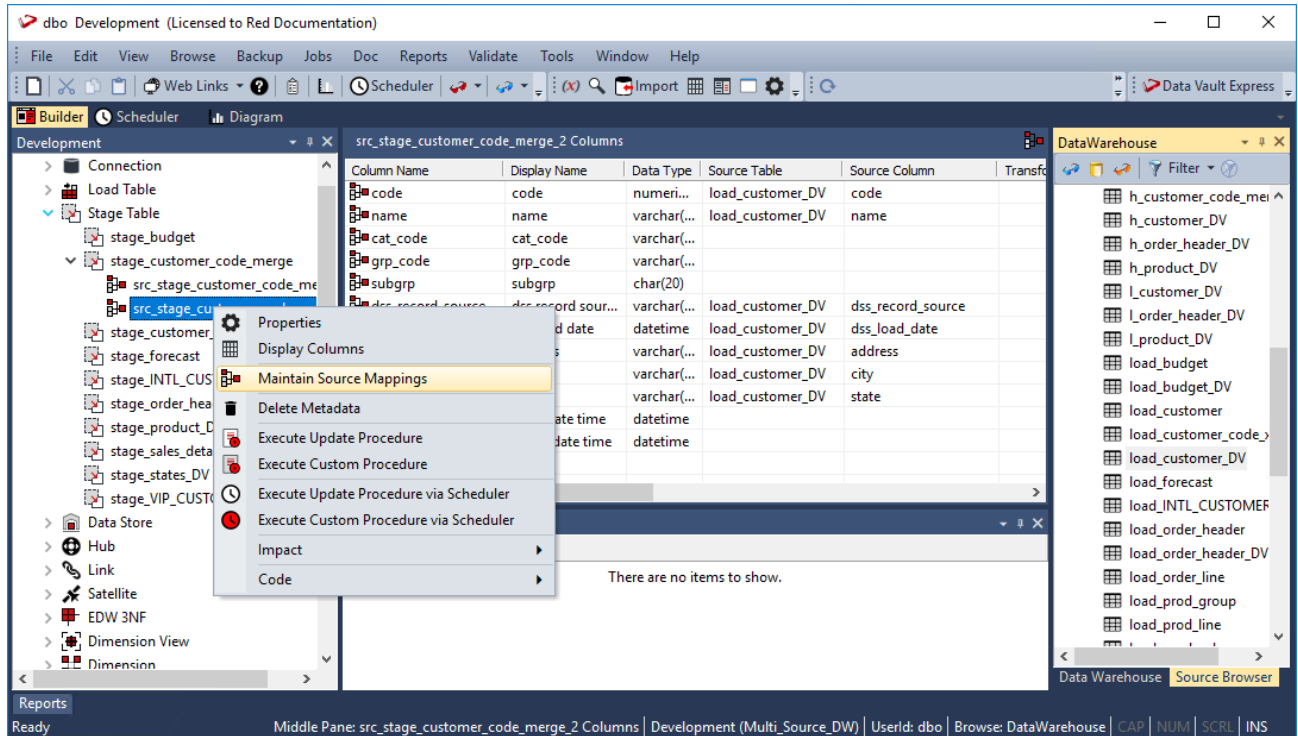 dbo Development (Licensed to Red Documentation)
File Edit View Browse Backup Jobs Doc Reports Validate Tools Window Help
Web Links Scheduler (x) Import Data Vault Express
Builder Scheduler Diagram
Development
Connection
Load Table
Stage Table
stage_budget
stage_customer_code_merge
src_stage_customer_code_me
src_stage_cu
stage_customer_
stage_forecast
stage_INTL_CUS
stage_order_hea
stage_product_D
stage_sales_deta
stage_states_DV
stage_VIP_CUST
Data Store
Hub
Link
Satellite
EDW 3NF
Dimension View
Dimension
Properties
Display Columns
Maintain Source Mappings
Delete Metadata
Execute Update Procedure
Execute Custom Procedure
Execute Update Procedure via Scheduler
Execute Custom Procedure via Scheduler
Impact
Code
src_stage_customer_code_merge_2 Columns
Column Name Display Name Data Type Source Table Source Column Transfo
code code numeri... load_customer_DV code
name name varchar(... load_customer_DV name
cat_code cat_code varchar(...
grp_code grp_code varchar(...
subgrp subgrp char(20)
dss_record_source dss record sour... varchar(... load_customer_DV dss_record_source
d date datetime load_customer_DV dss_load_date
varchar(... load_customer_DV address
varchar(... load_customer_DV city
varchar(... load_customer_DV state
ate time datetime
date time datetime
There are no items to show.
DataWarehouse
Filter
h_customer_code_mer
h_customer_DV
h_order_header_DV
h_product_DV
l_customer_DV
l_order_header_DV
l_product_DV
load_budget
load_budget_DV
load_customer
load_customer_code_x
load_customer_DV
load_forecast
load_INTL_CUSTOMER
load_order_header
load_order_header_DV
load_order_line
load_prod_group
load_prod_line
Data Warehouse Source Browser
Reports
Ready Middle Pane: src_stage_customer_code_merge_2 Columns Development (Multi_Source_DW) UserId: dbo Browse: DataWarehouse CAP NUM SCRL INS